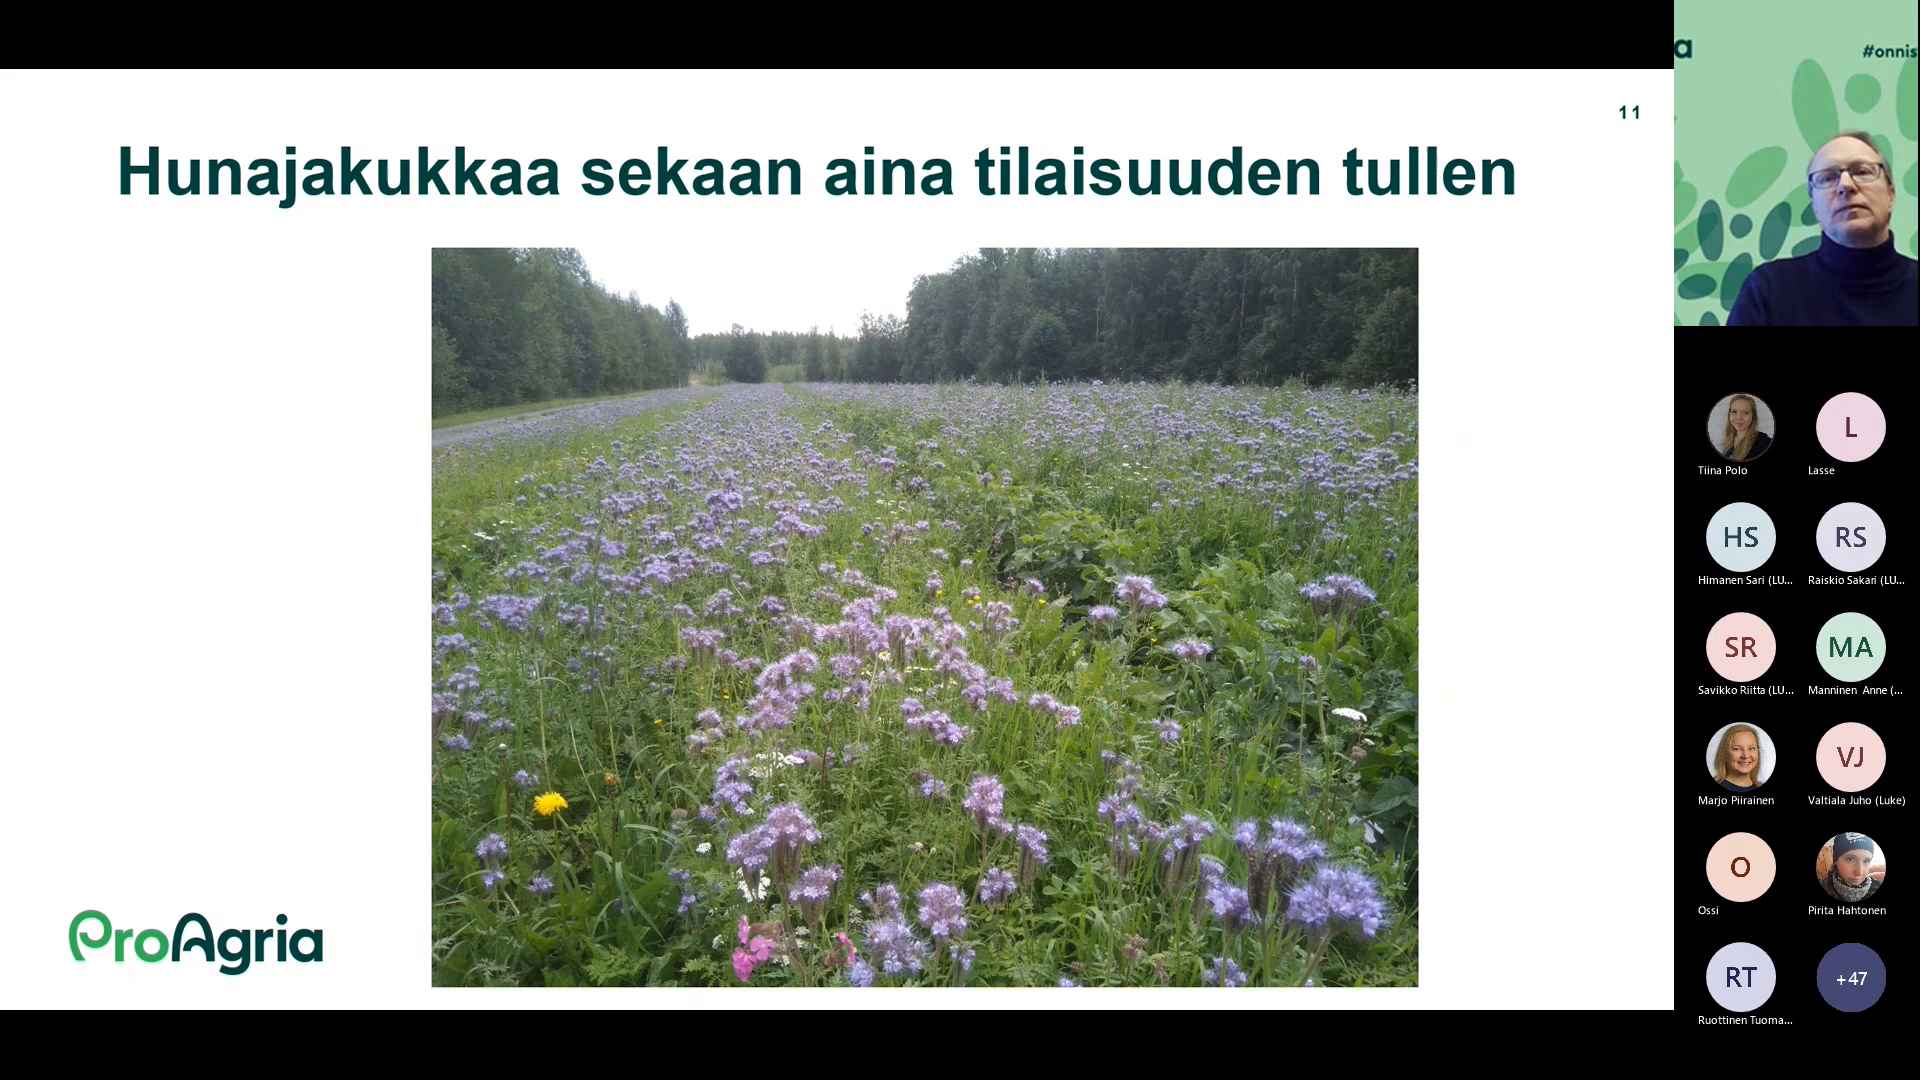 11
Hunajakukkaa sekaan aina tilaisuuden tullen
ProAgria
a
#onnis
Tiina Polo
L
Lasse
HS
Himanen Sari (LU...
RS
Raiskio Sakari (LU...
SR
Savikko Riitta (LU...
MA
Manninen Anne (...
Marjo Piirainen
VJ
Valtiala Juho (Luke)
O
Ossi
Pirita Hahtonen
RT
Ruottinen Tuoma...
+47